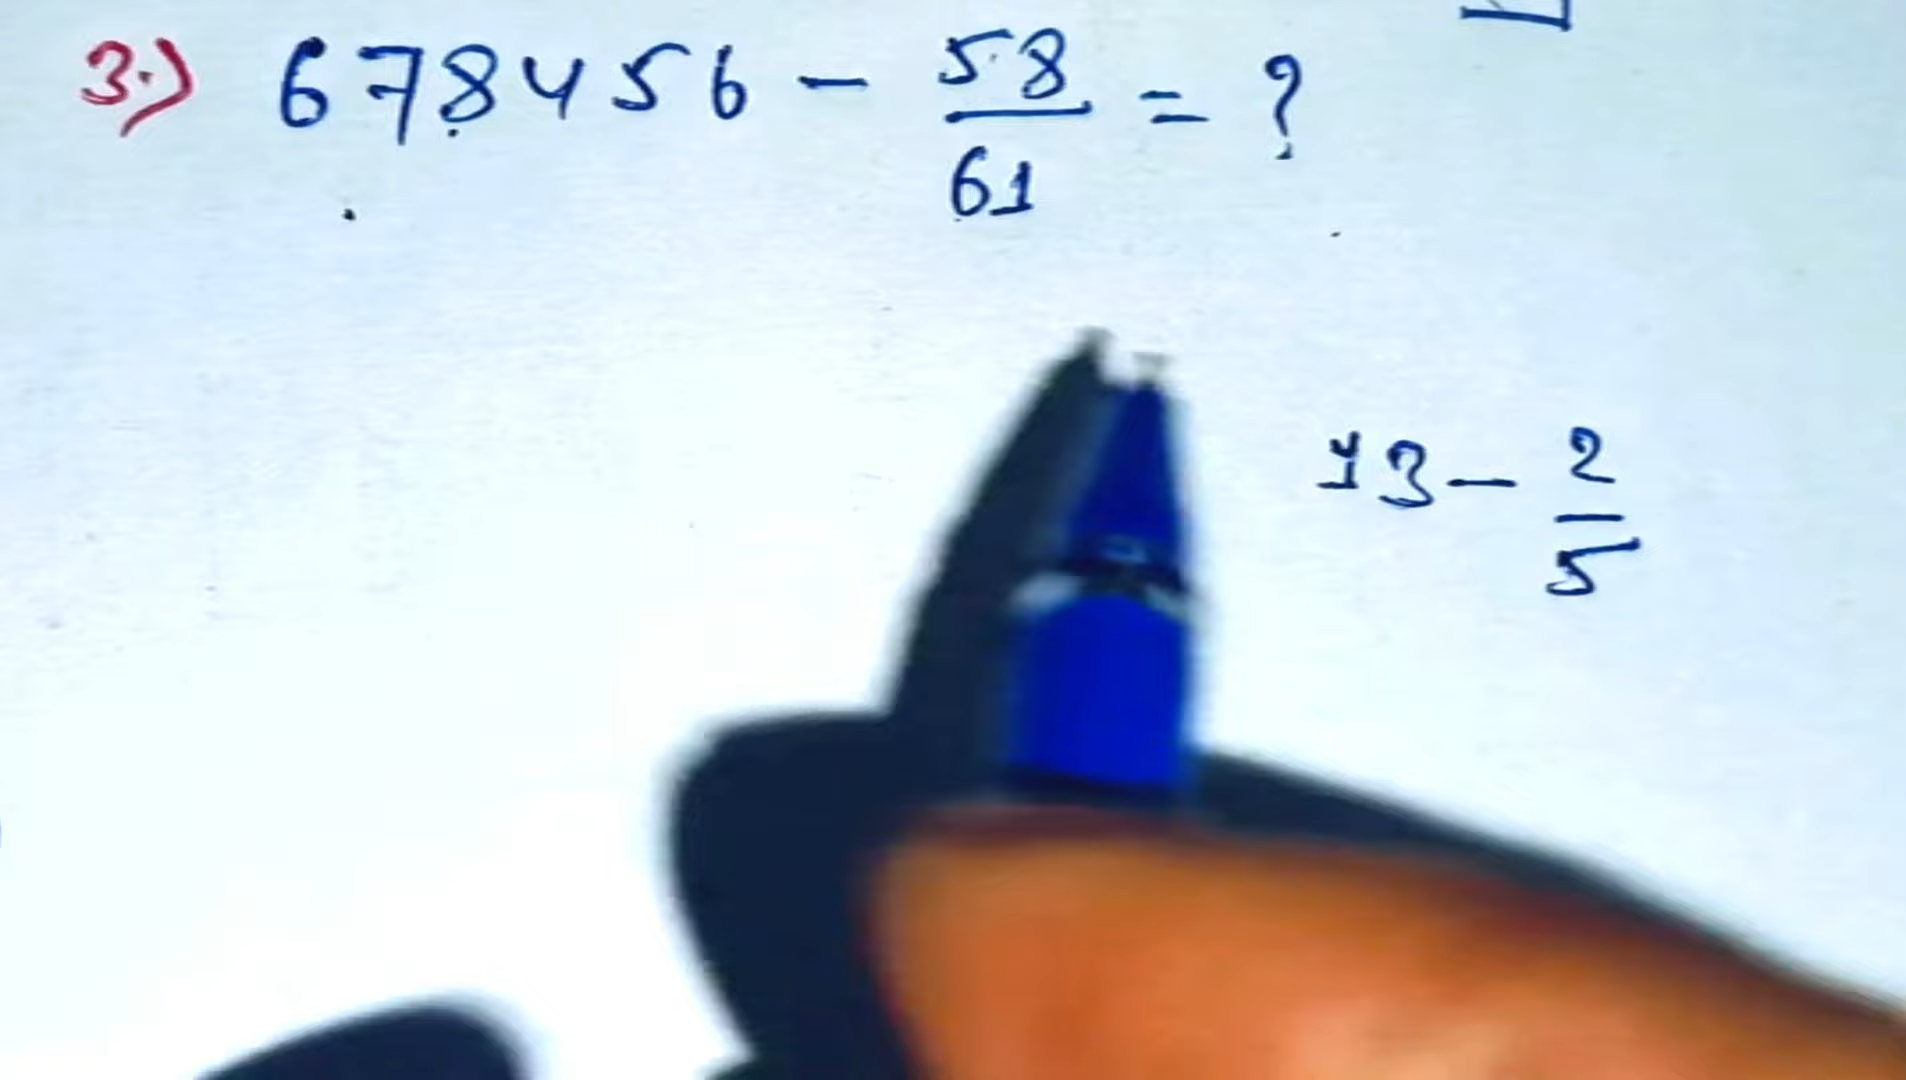 3.) 678456 - 58/61 = ?
13 - 2/5